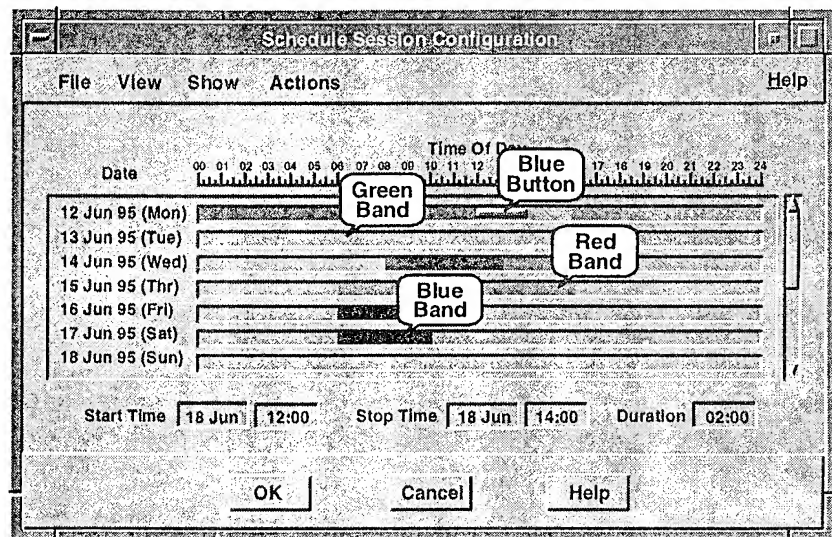 Schedule Session Configuration
File View Show Actions Help
Time Of Day
Date
00 01 02 03 04 05 06 07 08 09 10 11 12 17 16 19 20 21 22 23 24
Blue Button
Green Band
12 Jun 95 (Mon)
13 Jun 95 (Tue)
Red Band
14 Jun 95 (Wed)
15 Jun 95 (Thr)
Blue Band
16 Jun 95 (Fri)
17 Jun 95 (Sat)
18 Jun 95 (Sun)
Start Time 18 Jun 12:00 Stop Time 18 Jun 14:00 Duration 02:00
OK Cancel Help